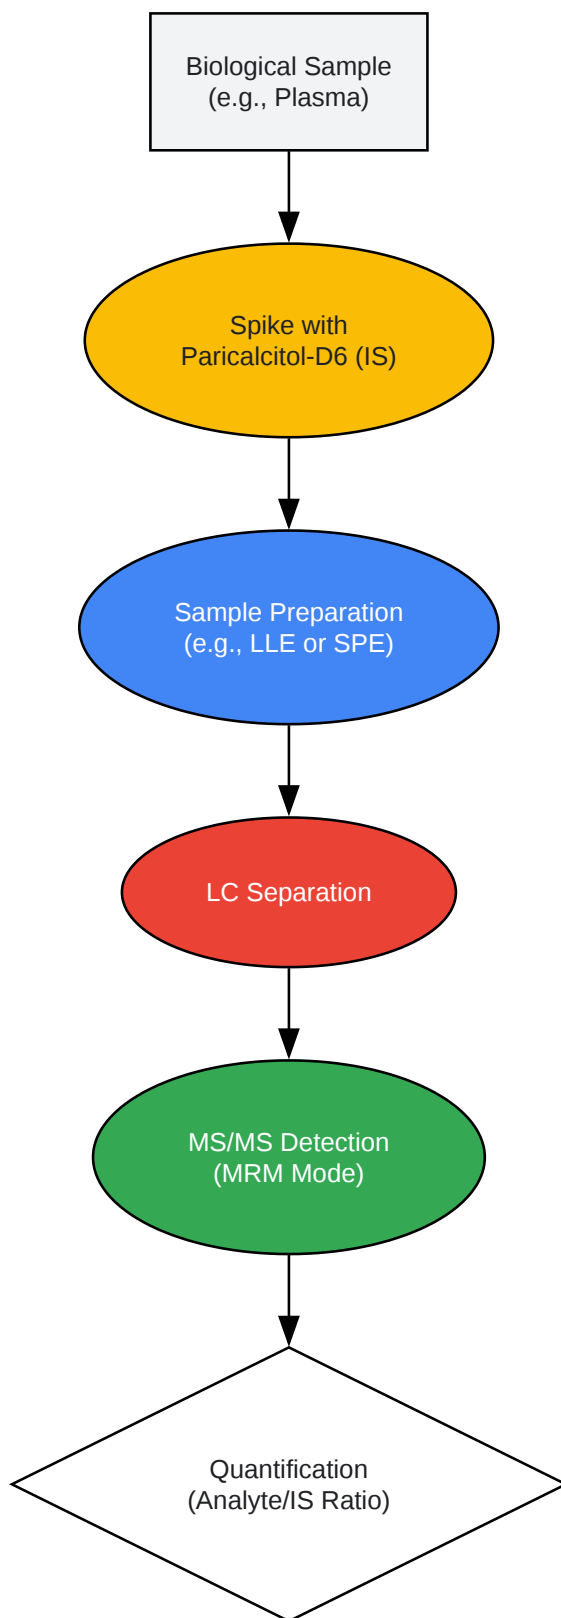 Biological Sample
(e.g., Plasma)
Spike with
Paricalcitol-D6 (IS)
Sample Preparation
(e.g., LLE or SPE)
LC Separation
MS/MS Detection
(MRM Mode)
Quantification
(Analyte/IS Ratio)